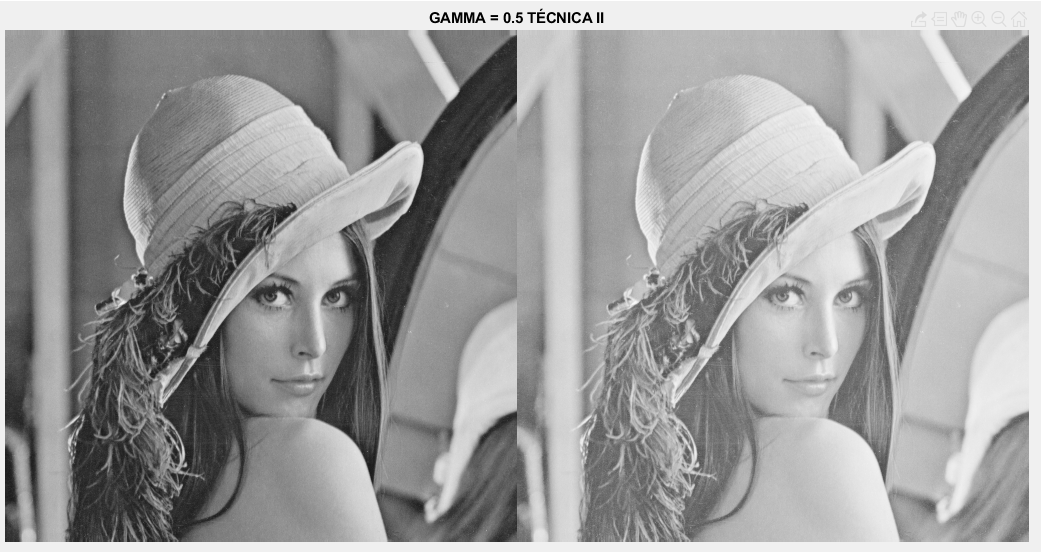 GAMMA = 0.5 TÉCNICA II